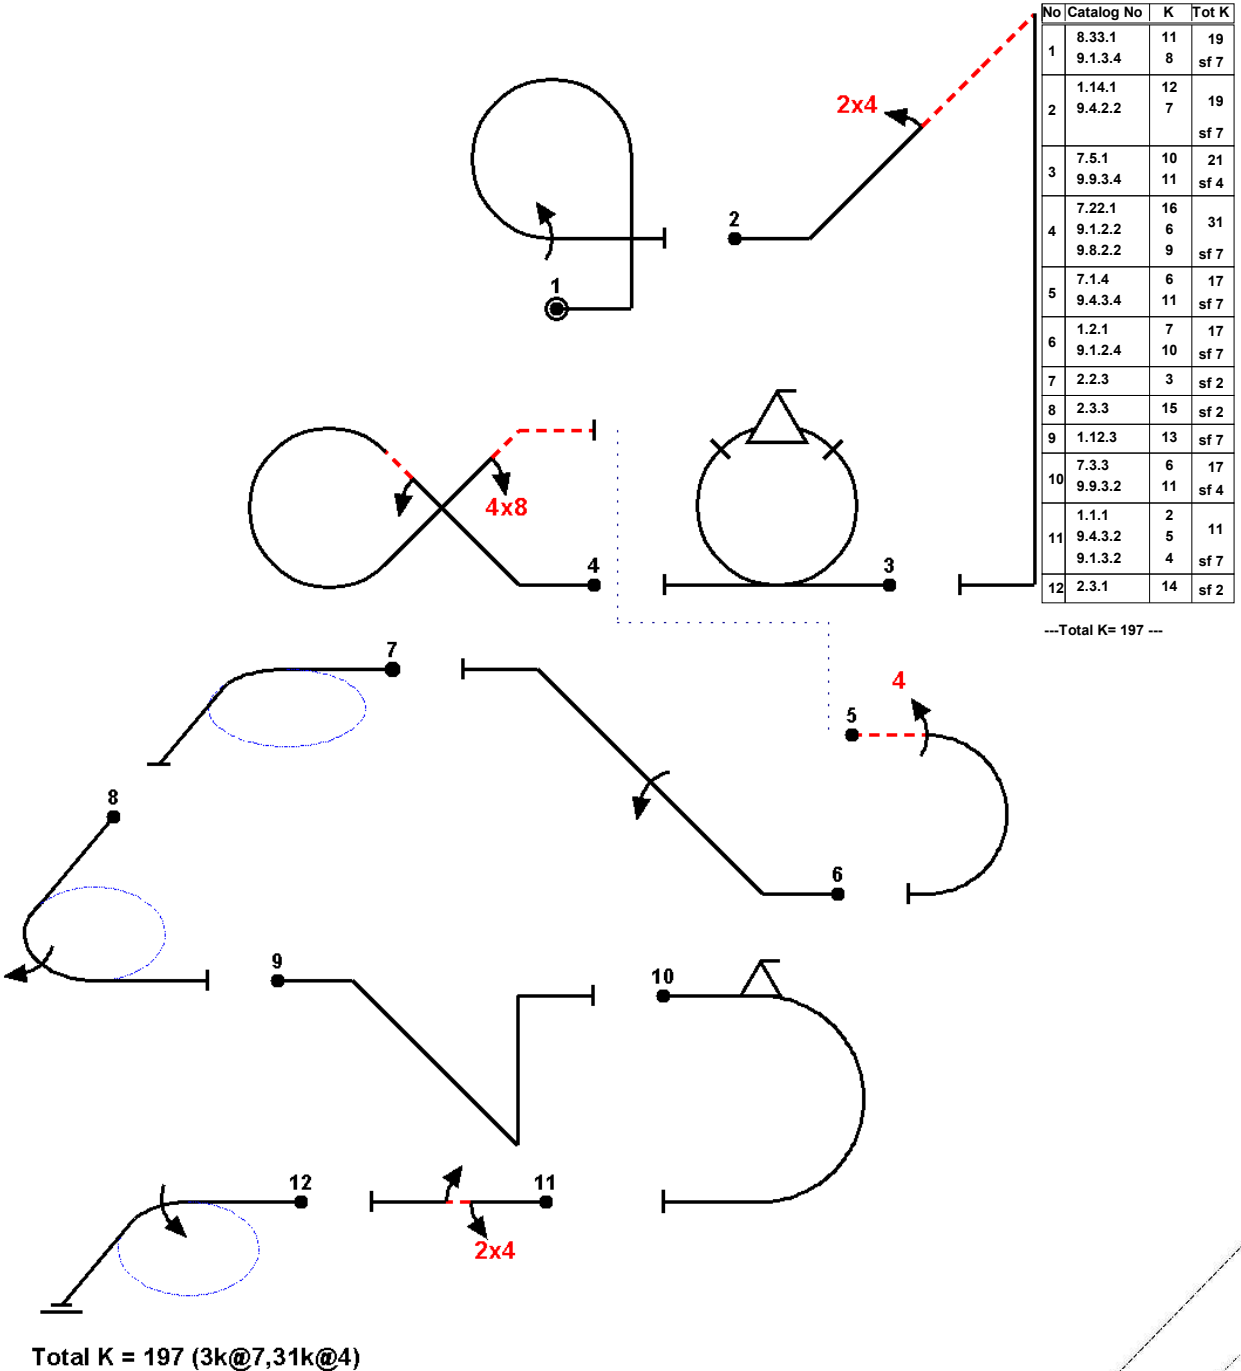 No Catalog No K Tot K
1 8.33.1 11 19
9.1.3.4 8 sf 7
2 1.14.1 12 19
9.4.2.2 7
sf 7
3 7.5.1 10 21
9.9.3.4 11 sf 4
4 7.22.1 16 31
9.1.2.2 6
9.8.2.2 9 sf 7
5 7.1.4 6 17
9.4.3.4 11 sf 7
6 1.2.1 7 17
9.1.2.4 10 sf 7
7 2.2.3 3 sf 2
8 2.3.3 15 sf 2
9 1.12.3 13 sf 7
10 7.3.3 6 17
9.9.3.2 11 sf 4
11 1.1.1 2 11
9.4.3.2 5
9.1.3.2 4 sf 7
12 2.3.1 14 sf 2
---Total K= 197 ---
2x4
2
1
4x8
4
3
7
4
5
8
6
9
10
12
11
2x4
Total K = 197 (3k@7,31k@4)